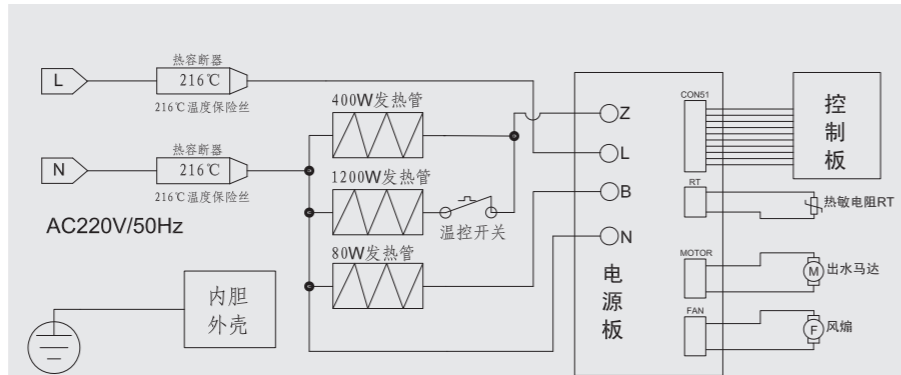 热容断器
L
216℃
216℃温度保险丝
热容断器
N
216℃
216℃温度保险丝
AC220V/50Hz
400W发热管
1200W发热管
温控开关
80W发热管
内胆
外壳
Z
L
B
N
电
源
板
CON51
控
制
板
RT
热敏电阻RT
MOTOR
M
出水马达
FAN
F
风煽